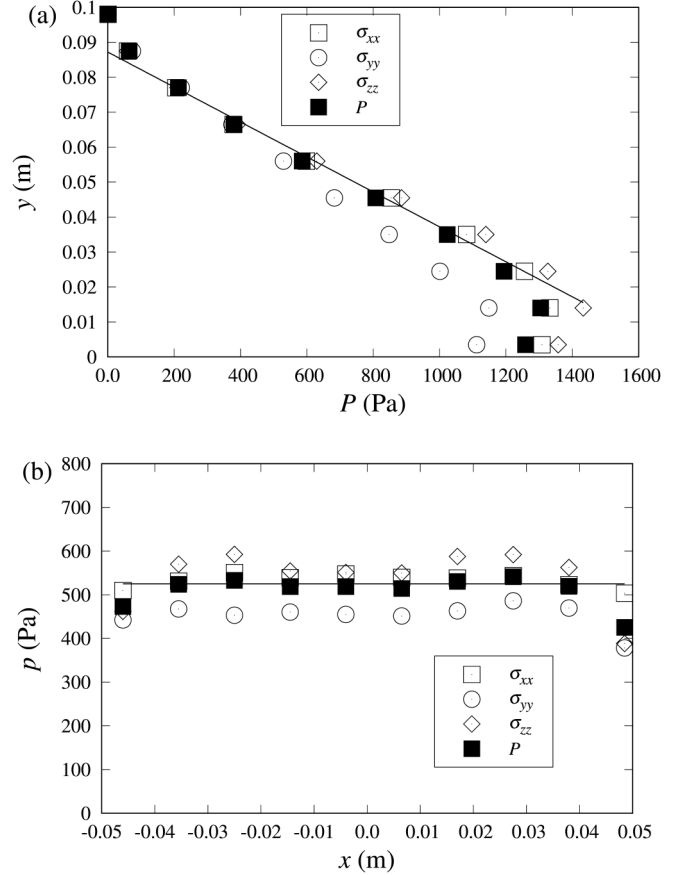 (a)
0.1
0.09
0.08
0.07
0.06
0.05
0.04
0.03
0.02
0.01
0
y (m)
σxx
σyy
σzz
P
0.0 200 400 600 800 1000 1200 1400 1600
P (Pa)
(b)
800
700
600
500
400
300
200
100
0
p (Pa)
σxx
σyy
σzz
P
-0.05 -0.04 -0.03 -0.02 -0.01 0.0 0.01 0.02 0.03 0.04 0.05
x (m)